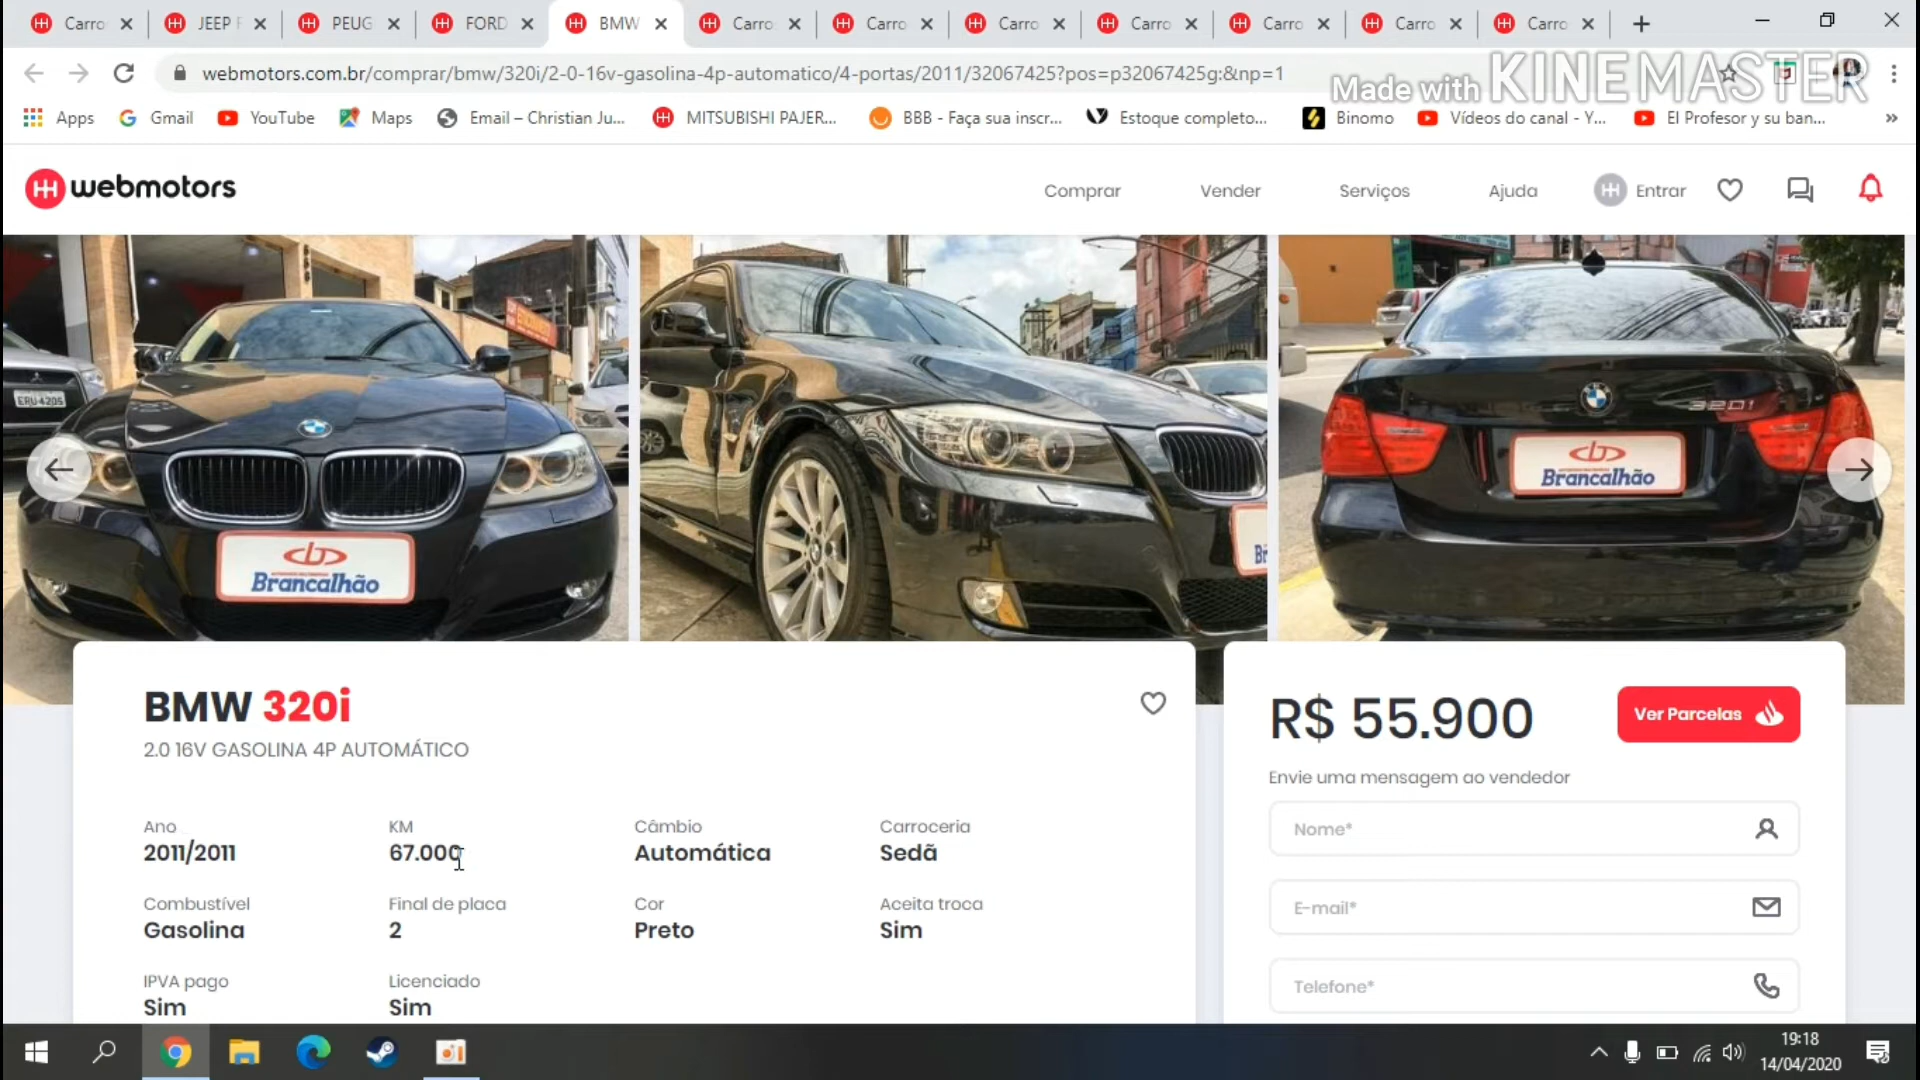 Carro
JEEP
PEUG
FORD
BMW
Carro
Carro
Carro
Carro
Carro
Carro
Carro
webmotors.com.br/comprar/bmw/320i/2-0-16v-gasolina-4p-automatico/4-portas/2011/32067425?pos=p32067425g:&np=1
Made with KINEMASTER
Apps
Gmail
YouTube
Maps
Email – Christian Ju...
MITSUBISHI PAJER...
BBB - Faça sua inscr...
Estoque completo...
Binomo
Vídeos do canal - Y...
El Profesor y su ban...
»
webmotors
Comprar
Vender
Serviços
Ajuda
Entrar
ERU-4205
Brancalhão
320i
Brancalhão
BMW 320i
2.0 16V GASOLINA 4P AUTOMÁTICO
Ano
2011/2011
KM
67.000
Câmbio
Automática
Carroceria
Sedã
Combustível
Gasolina
Final de placa
2
Cor
Preto
Aceita troca
Sim
IPVA pago
Sim
Licenciado
Sim
R$ 55.900
Ver Parcelas
Envie uma mensagem ao vendedor
Nome*
E-mail*
Telefone*
19:18
14/04/2020